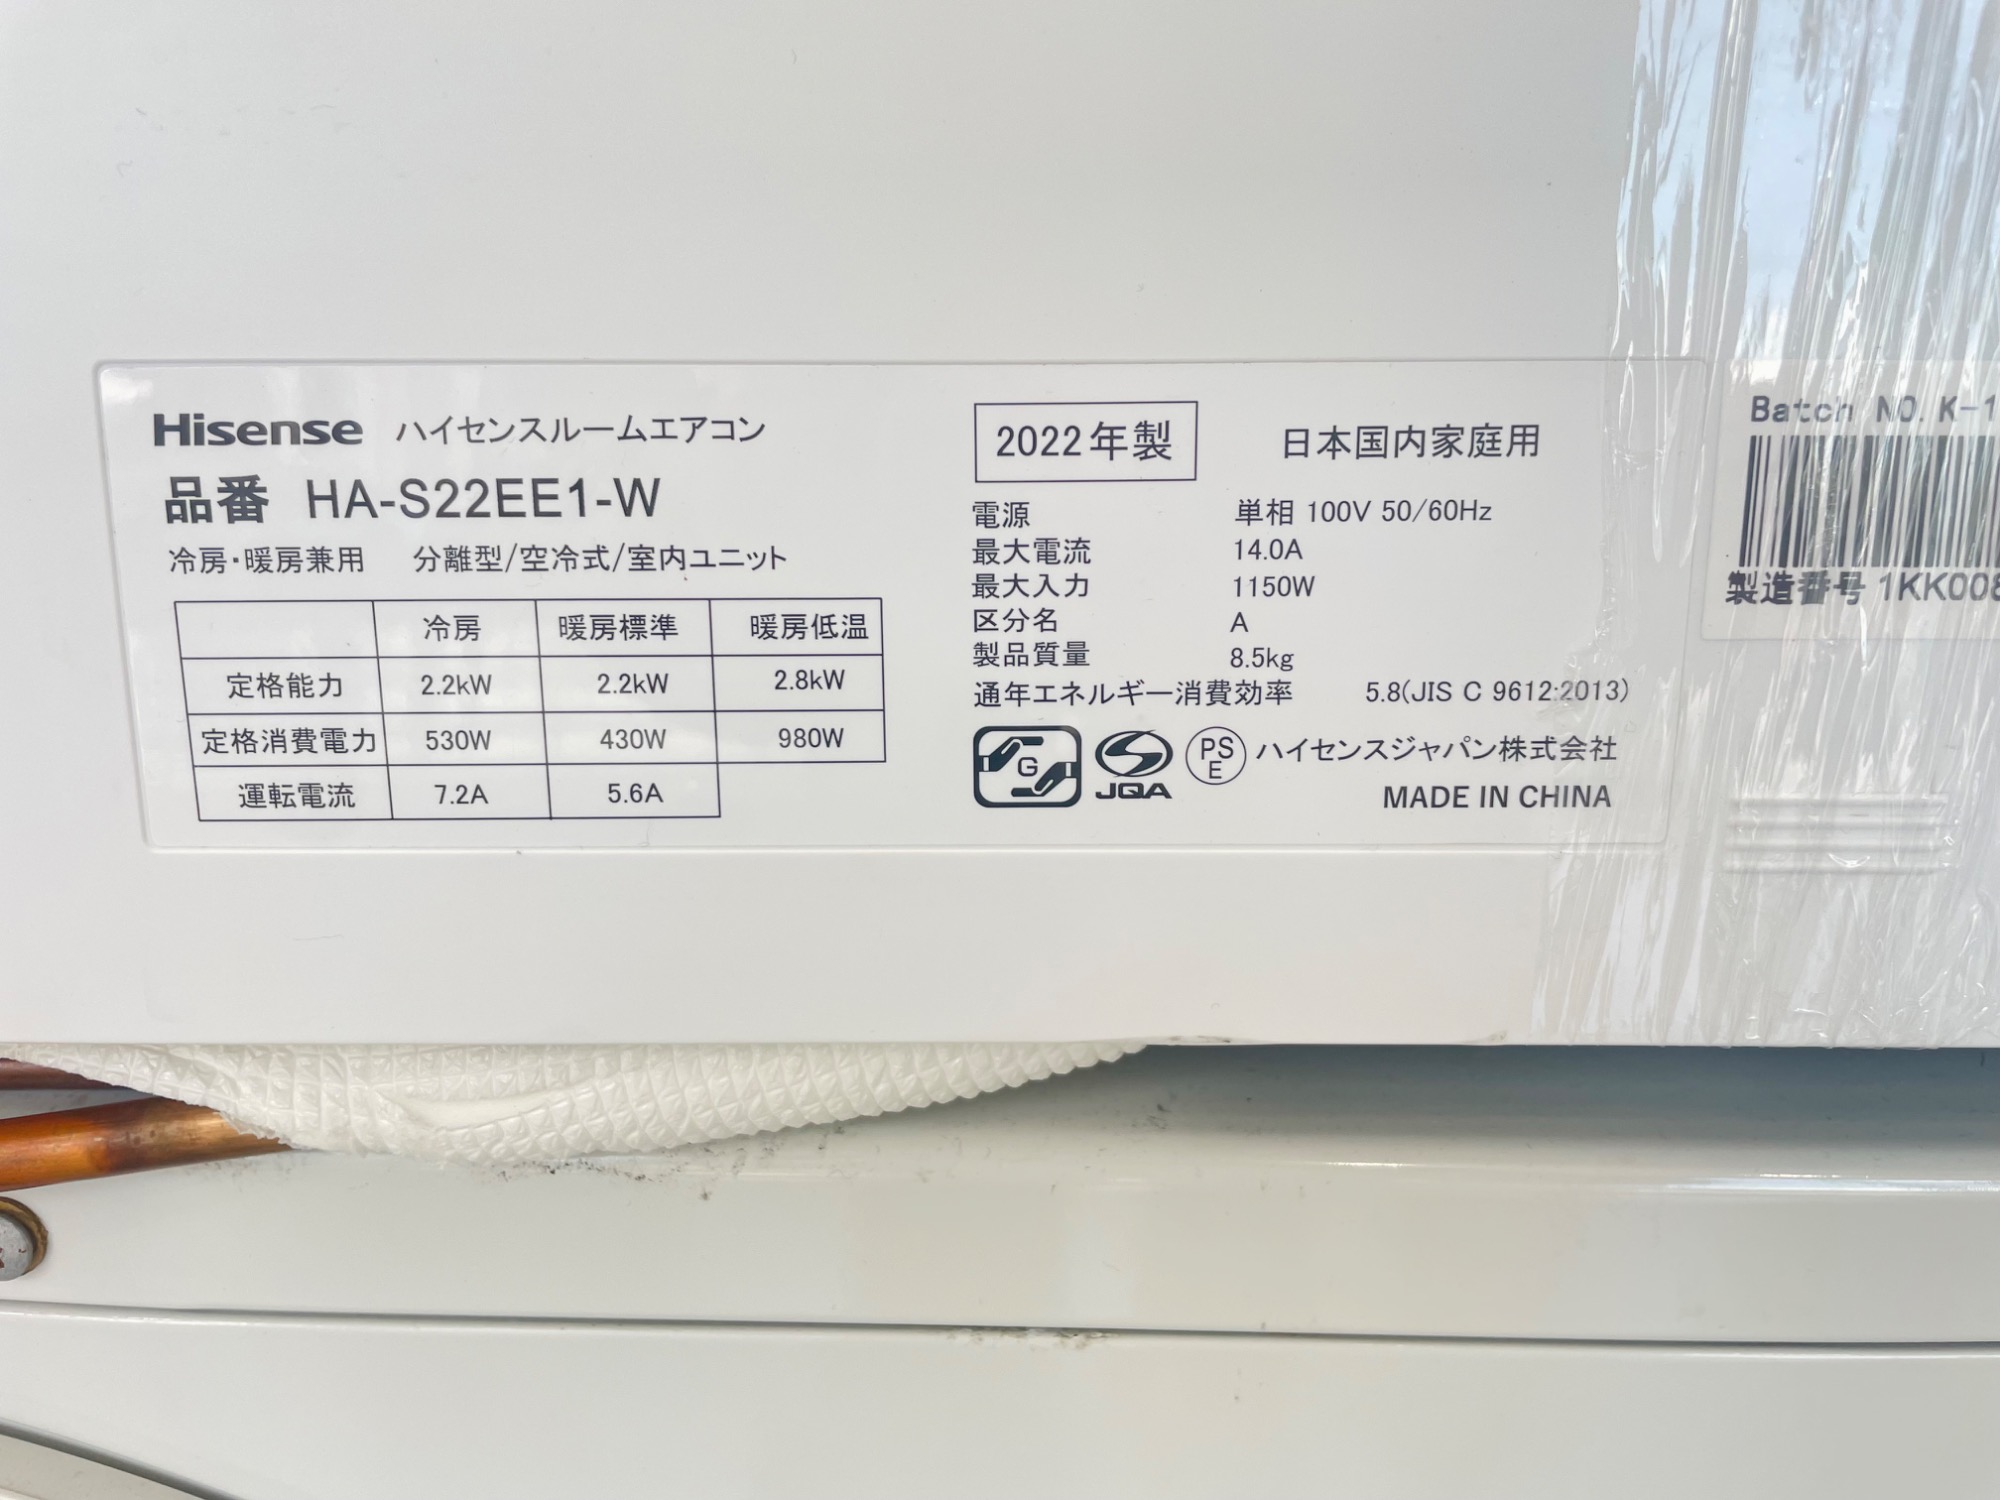 Hisense ハイセンスルームエアコン
品番 HA-S22EE1-W
冷房・暖房兼用 分離型/空冷式/室内ユニット
冷房 暖房標準 暖房低温
定格能力 2.2kW 2.2kW 2.8kW
定格消費電力 530W 430W 980W
運転電流 7.2A 5.6A
2022年製 日本国内家庭用
電源 単相 100V 50/60Hz
最大電流 14.0A
最大入力 1150W
区分名 A
製品質量 8.5kg
通年エネルギー消費効率 5.8(JIS C 9612:2013)
G JQA PSE ハイセンスジャパン株式会社
MADE IN CHINA
Batch NO. K-1
製造番号 1KK008